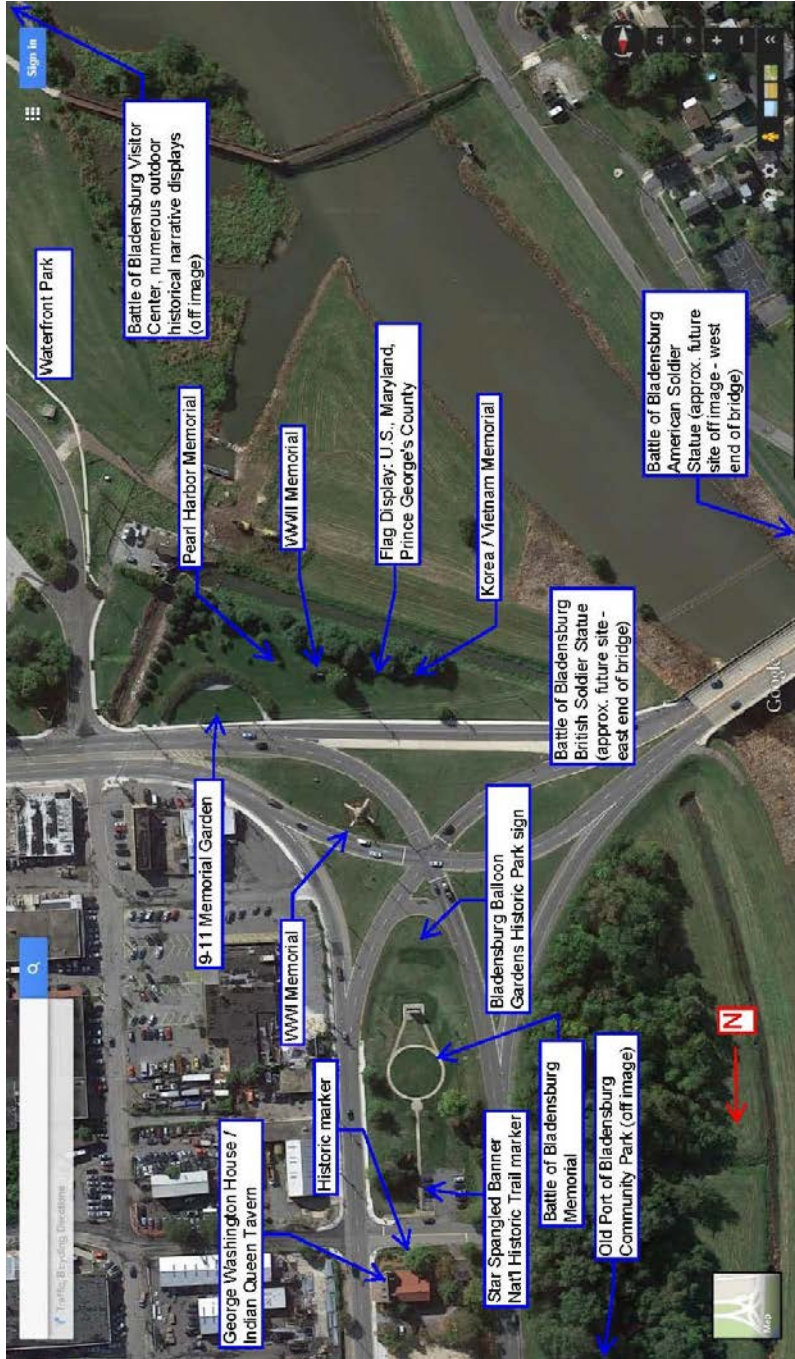 Traffic, Bicycling, Directions
Sign in
George Washington House /
Indian Queen Tavern
Historic marker
WWI Memorial
9-11 Memorial Garden
Pearl Harbor Memorial
Waterfront Park
Battle of Bladensburg Visitor
Center, numerous outdoor
historical narrative displays
(off image)
WWII Memorial
Flag Display: U.S., Maryland,
Prince George's County
Korea / Vietnam Memorial
Star Spangled Banner
Nat'l Historic Trail marker
Battle of Bladensburg
Memorial
Bladensburg Balloon
Gardens Historic Park sign
Battle of Bladensburg
British Soldier Statue
(approx. future site -
east end of bridge)
Battle of Bladensburg
American Soldier
Statue (approx. future
site off image - west
end of bridge)
Old Port of Bladensburg
Community Park (off image)
N
Map
Google
?